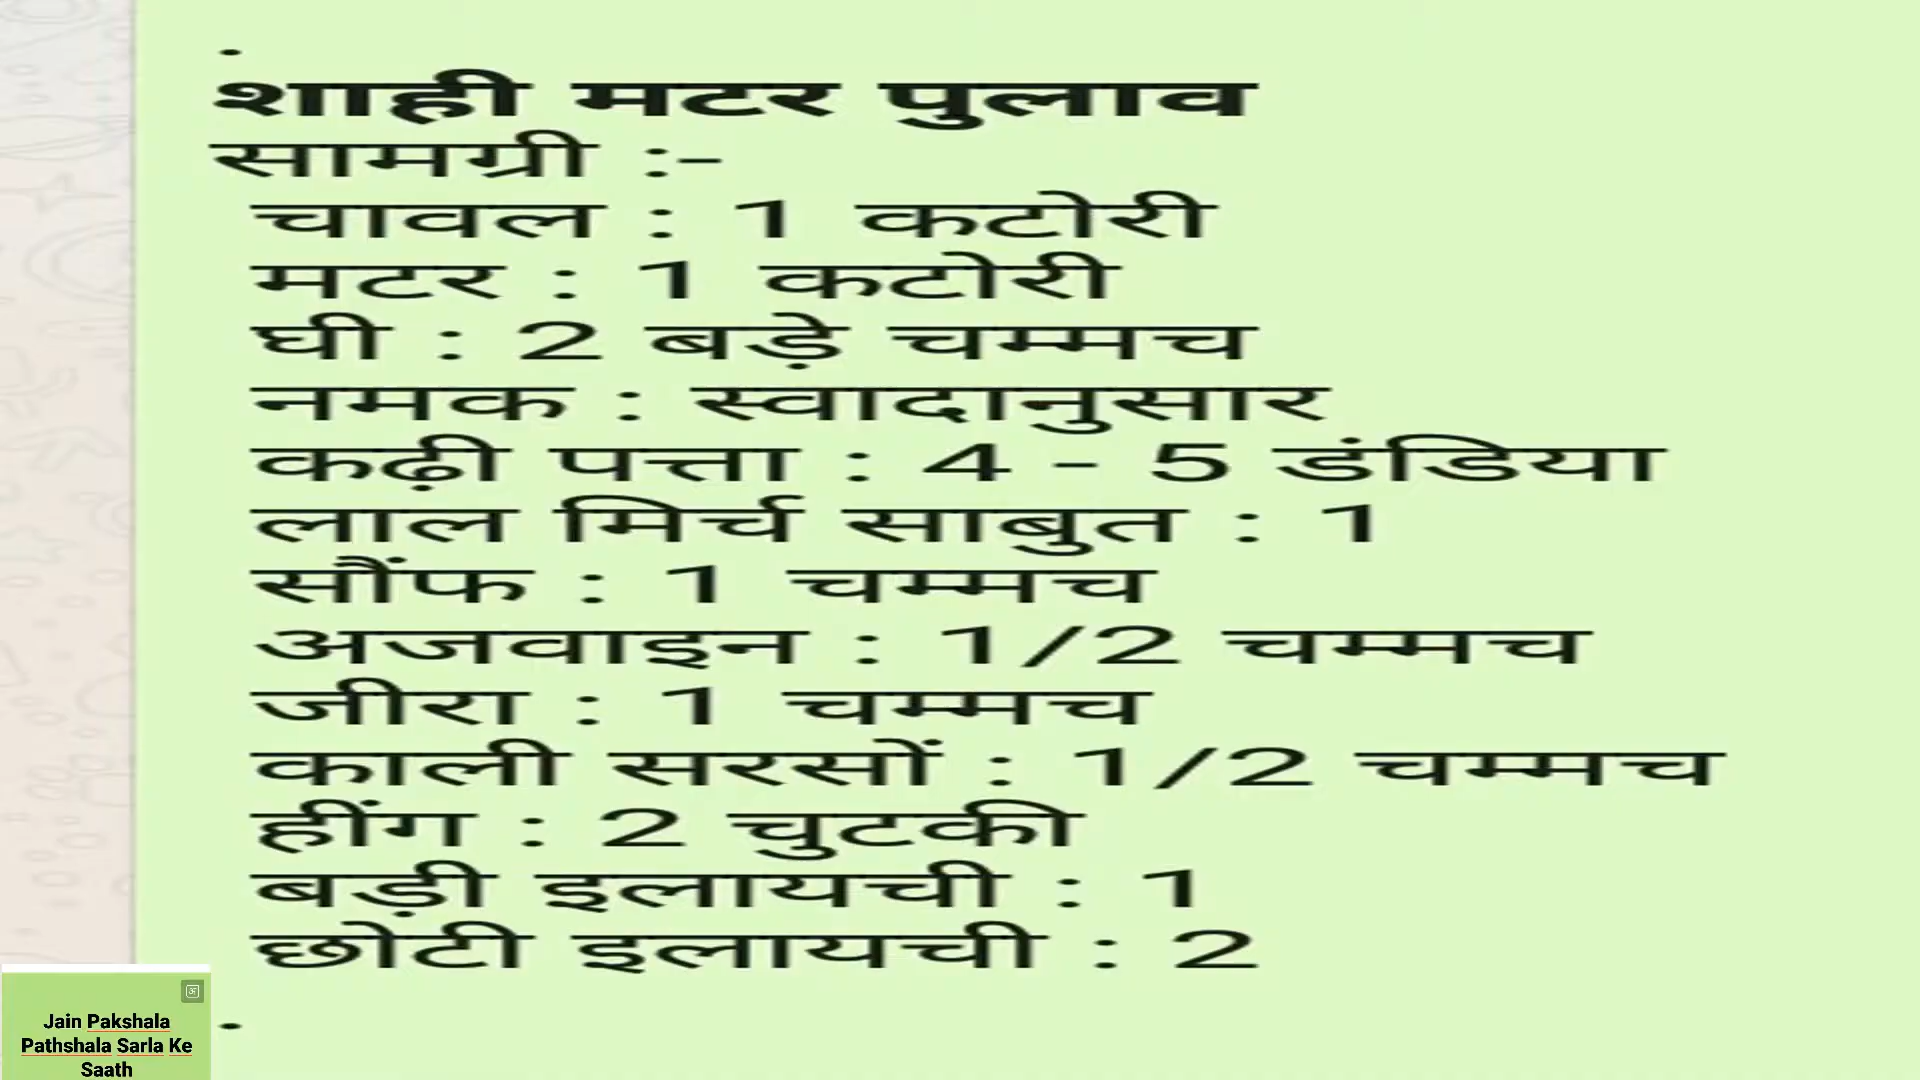 .
शाही मटर पुलाव
सामग्री :-
चावल : 1 कटोरी
मटर : 1 कटोरी
घी : 2 बड़े चम्मच
नमक : स्वादानुसार
कढ़ी पत्ता : 4 - 5 डंडिया
लाल मिर्च साबुत : 1
सौंफ : 1 चम्मच
अजवाइन : 1/2 चम्मच
जीरा : 1 चम्मच
काली सरसों : 1/2 चम्मच
हींग : 2 चुटकी
बड़ी इलायची : 1
छोटी इलायची : 2
.
Jain Pakshala
Pathshala Sarla Ke
Saath